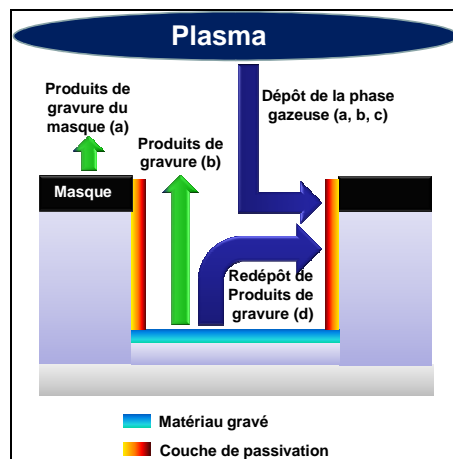 Plasma
Produits de
gravure du
masque (a)
Produits de
gravure (b)
Dépôt de la phase
gazeuse (a, b, c)
Masque
Redépôt de
Produits de
gravure (d)
Matériau gravé
Couche de passivation